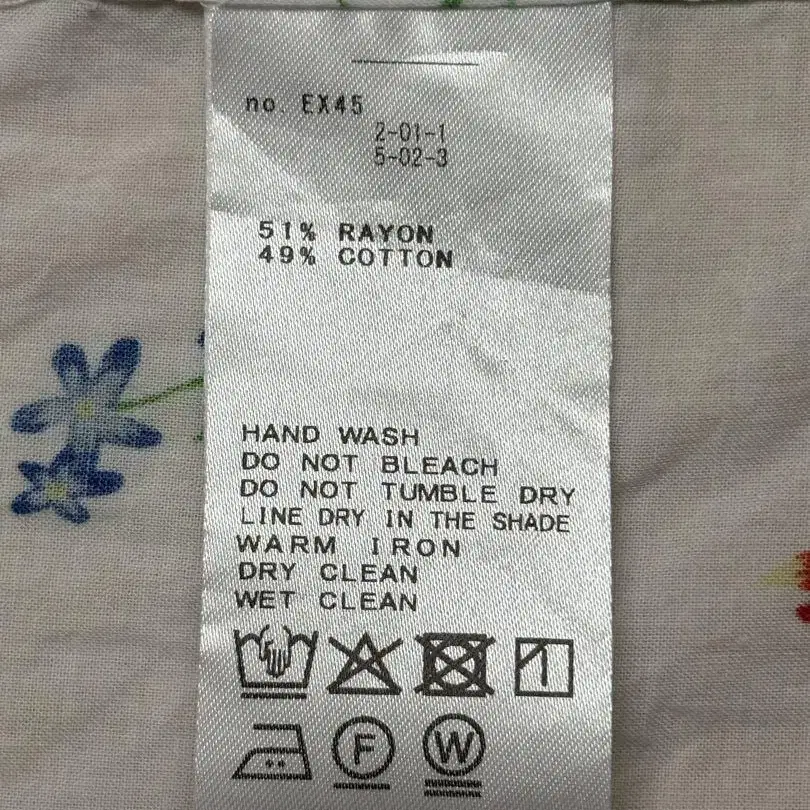 no. EX45
2-01-1
5-02-3
51% RAYON
49% COTTON
HAND WASH
DO NOT BLEACH
DO NOT TUMBLE DRY
LINE DRY IN THE SHADE
WARM IRON
DRY CLEAN
WET CLEAN
F W